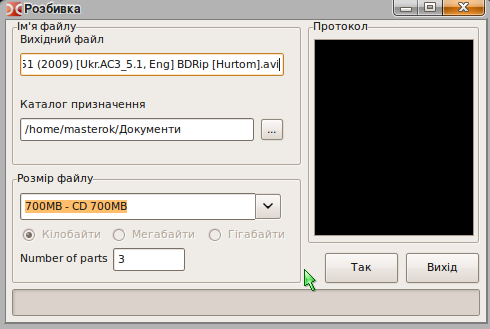 Розбивка
Ім'я файлу
Вихідний файл
51 (2009) [Ukr.AC3_5.1, Eng] BDRip [Hurtom].avi
Каталог призначення
/home/masterok/Документи
...
Розмір файлу
700MB - CD 700MB
Кілобайти
Мегабайти
Гігабайти
Number of parts
3
Протокол
Так
Вихід